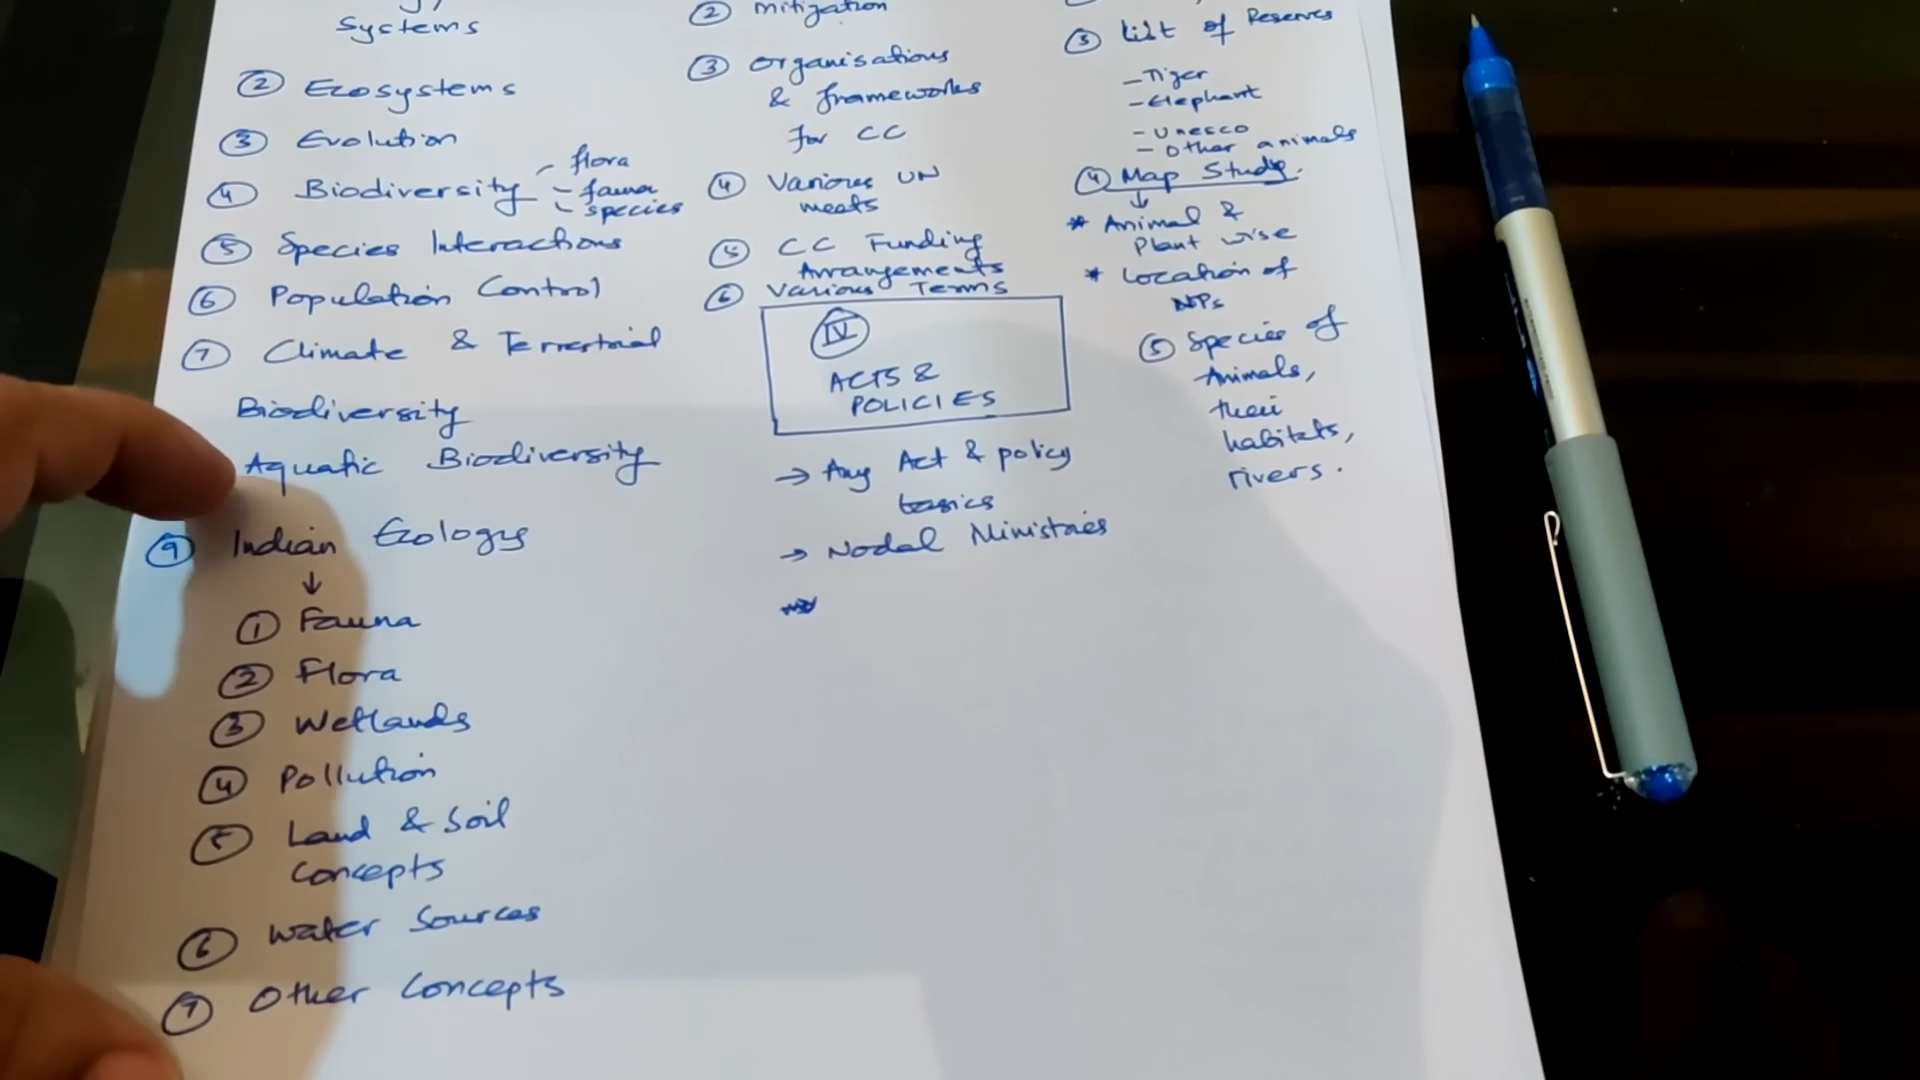 Systems
② Ecosystems
③ Evolution
④ Biodiversity - flora
- fauna
- species
⑤ Species Interactions
⑥ Population Control
⑦ Climate & Terrestrial
Biodiversity
Aquatic Biodiversity
⑨ Indian Ecology
↓
① Fauna
② Flora
③ Wetlands
④ Pollution
⑤ Land & Soil
Concepts
⑥ Water Sources
⑦ Other Concepts
② Mitigation
③ Organisations
& frameworks
for CC
④ Various UN
meets
⑤ CC Funding
Arrangements
⑥ Various Terms
IV
ACTS &
POLICIES
→ Any Act & policy
basics
→ Nodal Ministries
③ List of Reserves
- Tiger
- Elephant
- Unesco
- Other animals
④ Map Study.
↓
* Animal &
Plant wise
* Location of
NPs
⑤ Species of
Animals,
their
habitats,
rivers.